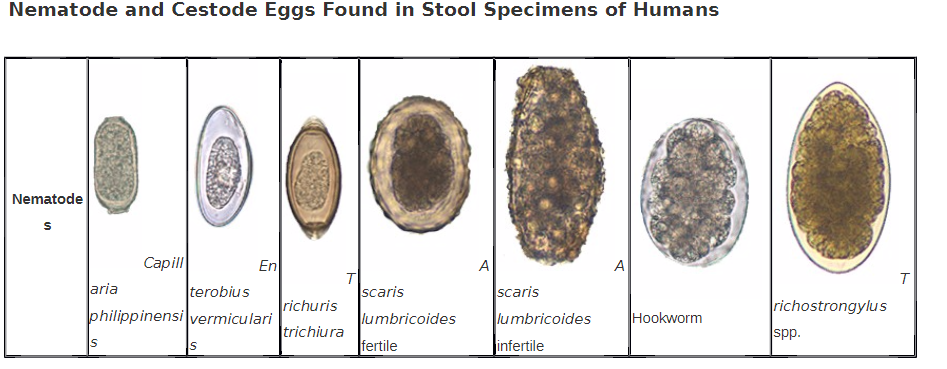 Nematode and Cestode Eggs Found in Stool Specimens of Humans
Nematode
s
Capill
aria
philippinensi
s
En
terobius
vermiculari
s
T
richuris
trichiura
A
scaris
lumbricoides
fertile
A
scaris
lumbricoides
infertile
Hookworm
T
richostrongylus
spp.